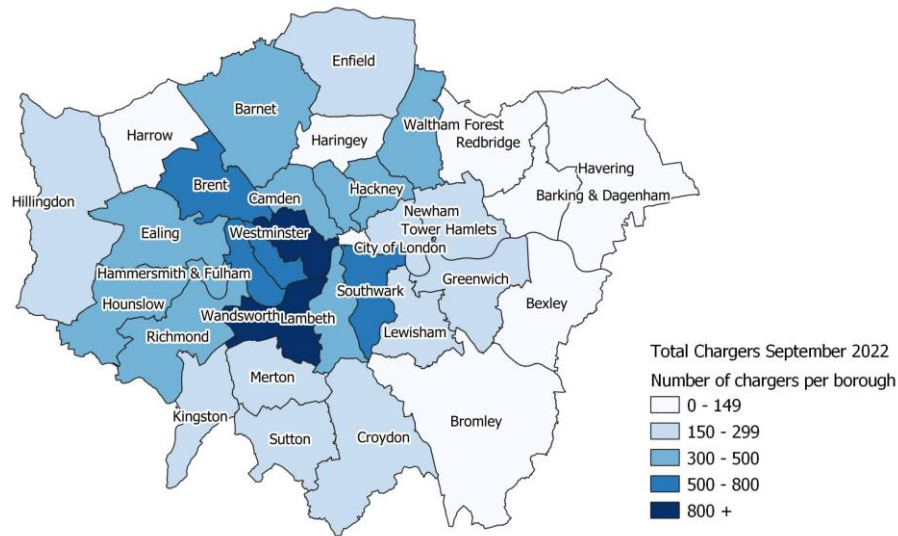 Enfield
Barnet
Harrow
Haringey
Waltham Forest
Redbridge
Havering
Brent
Camden
Hackney
Barking & Dagenham
Hillingdon
Newham
Ealing
Westminster
Tower Hamlets
City of London
Hammersmith & Fulham
Greenwich
Hounslow
Southwark
Bexley
Wandsworth
Lambeth
Richmond
Lewisham
Merton
Kingston
Bromley
Sutton
Croydon
Total Chargers September 2022
Number of chargers per borough
0 - 149
150 - 299
300 - 500
500 - 800
800 +